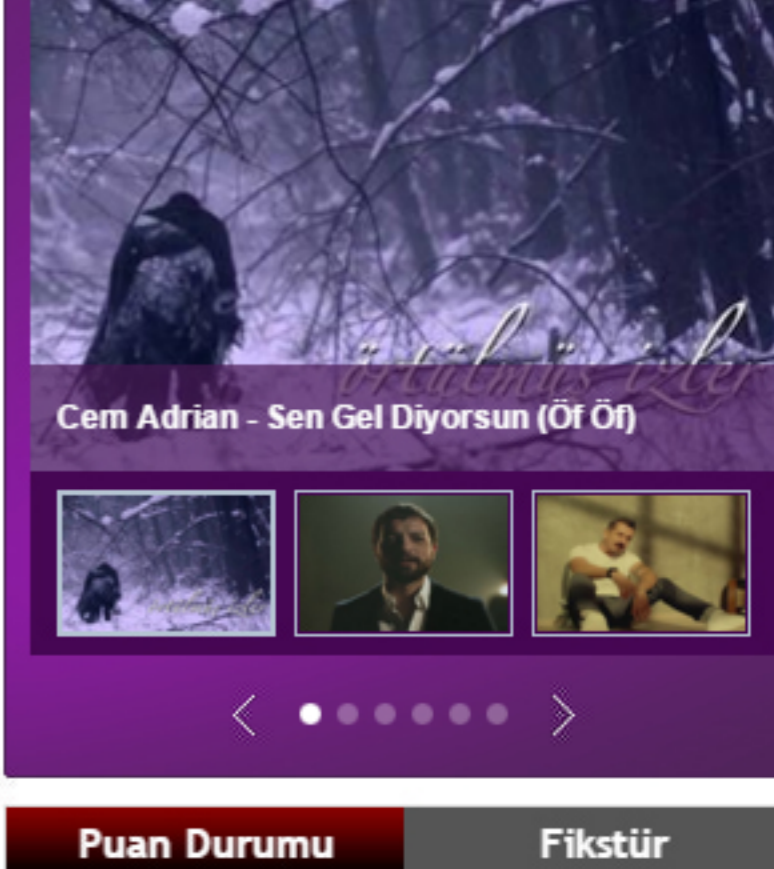 örtülmüş izler
Cem Adrian - Sen Gel Diyorsun (Öf Öf)
Puan Durumu
Fikstür